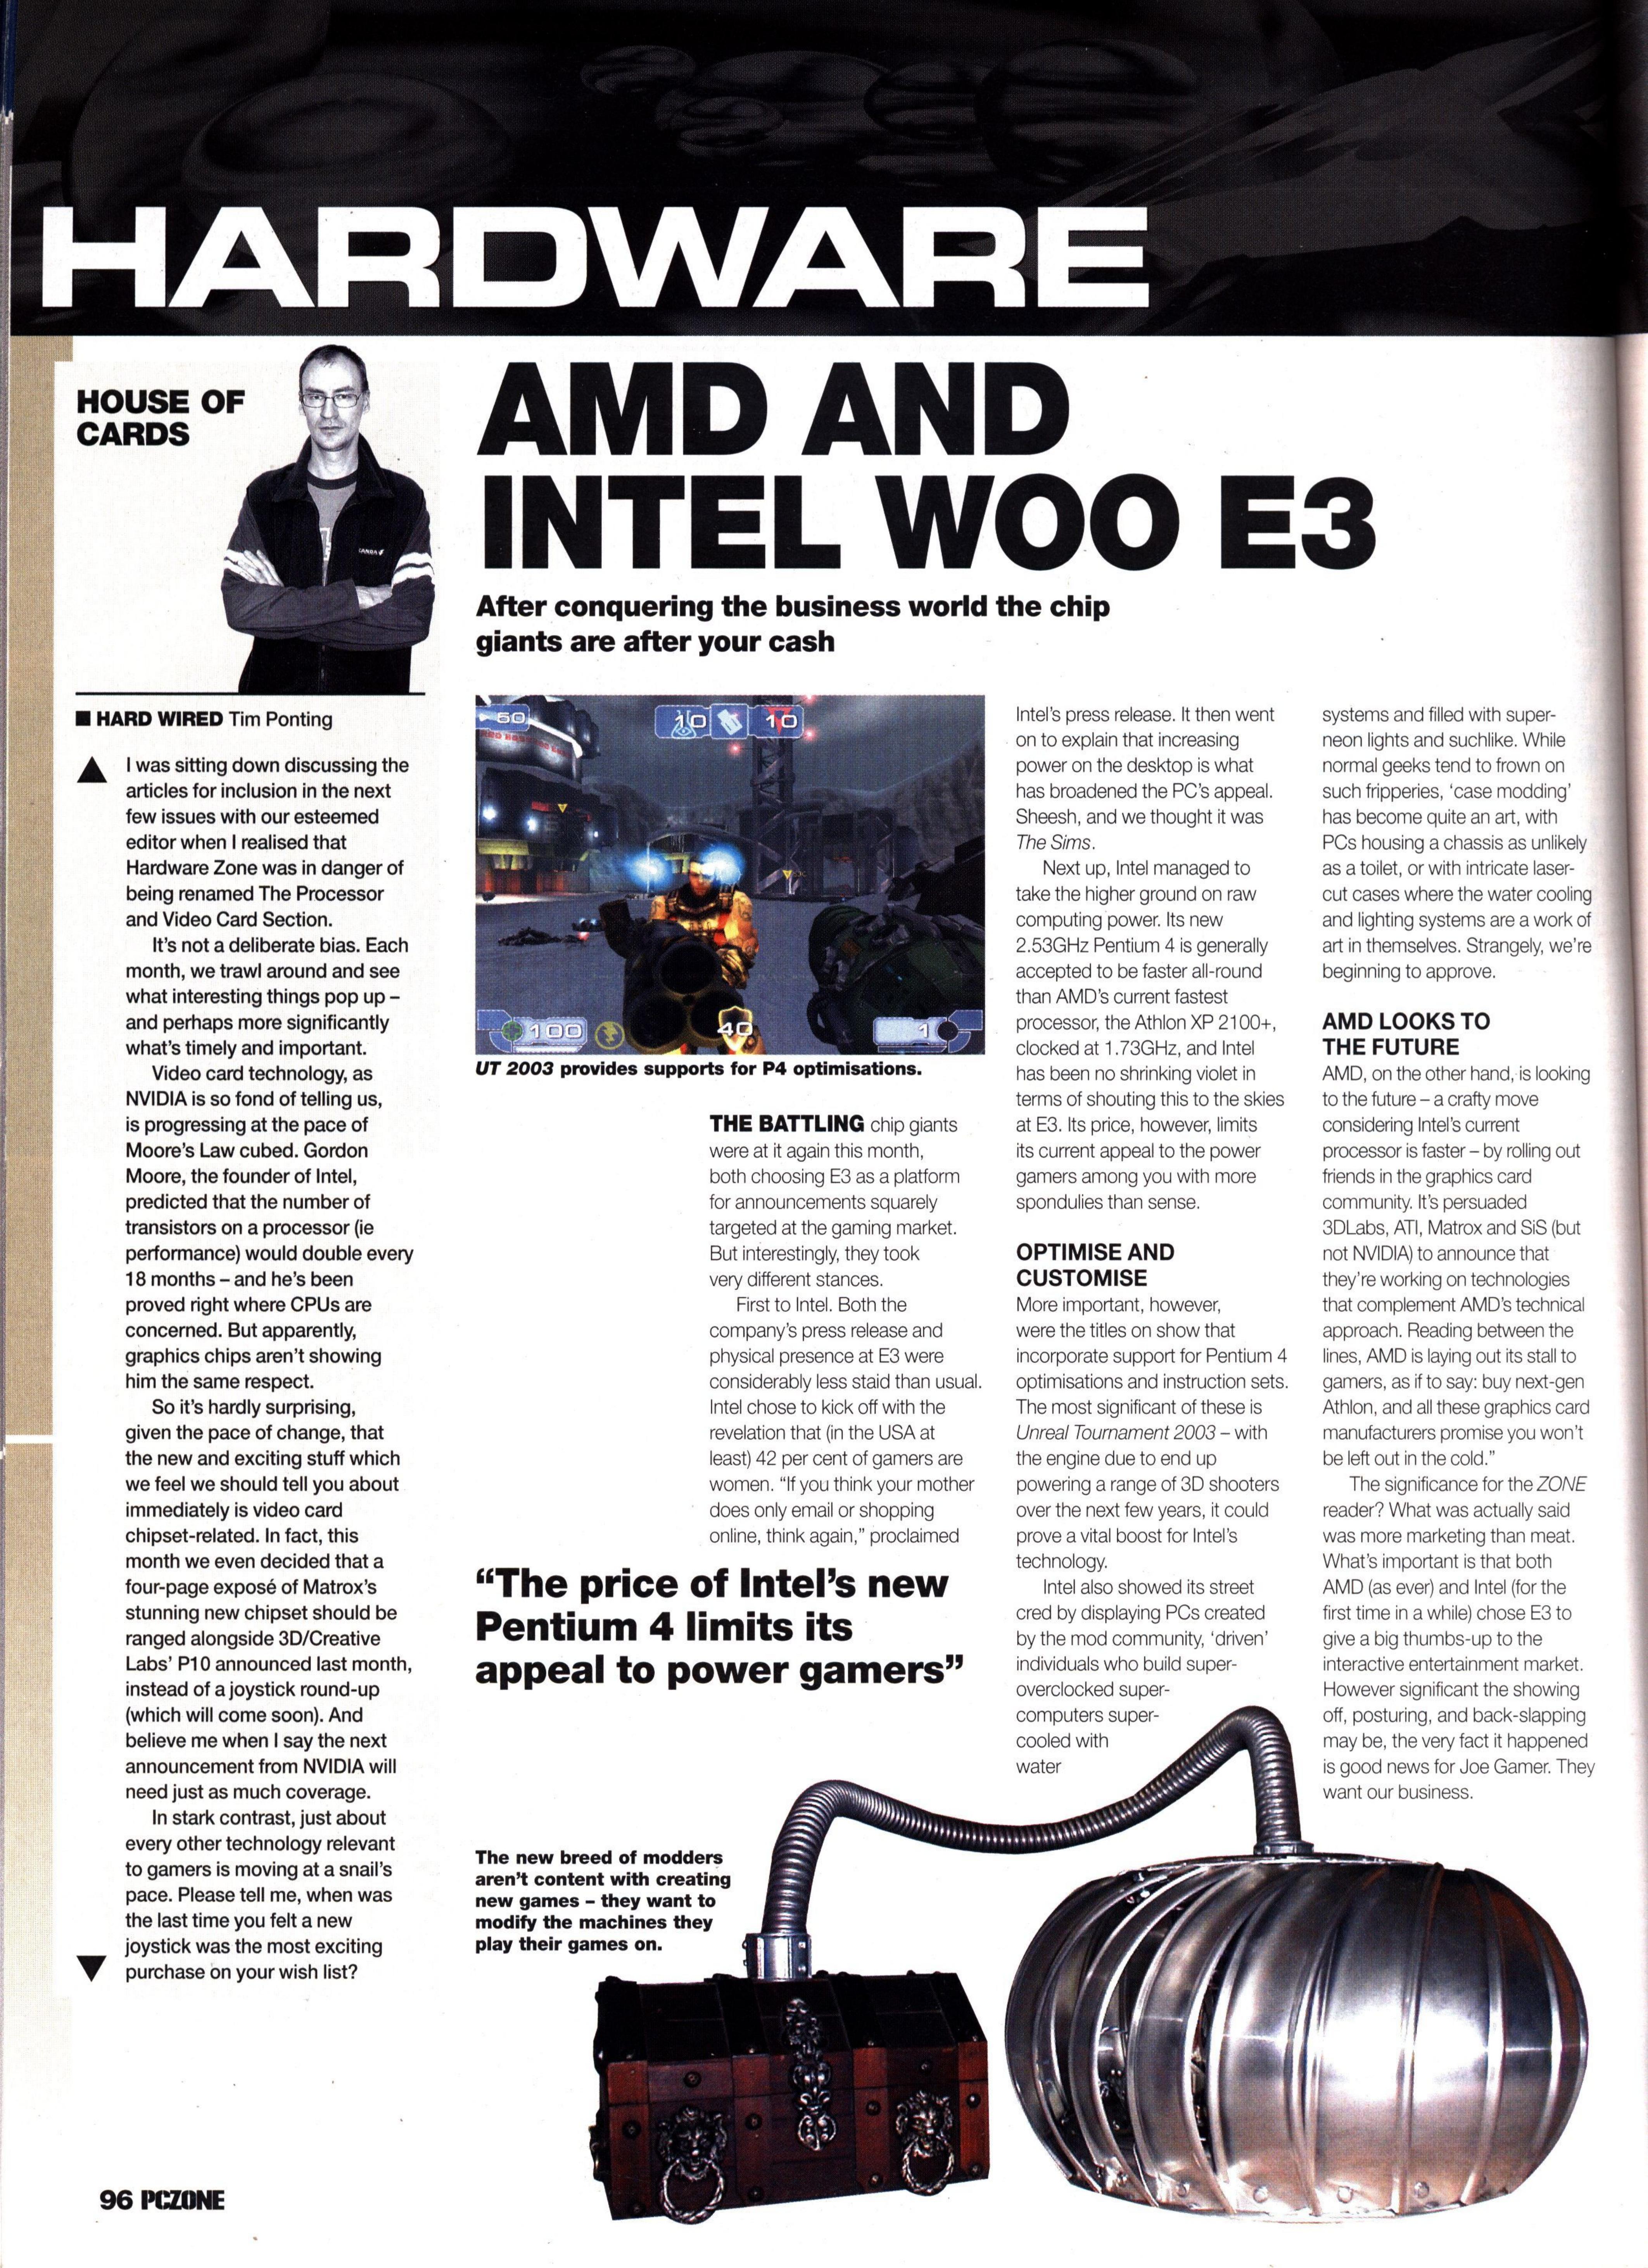 HARDWARE
HOUSE OF
CARDS
■ HARD WIRED Tim Ponting
▲ I was sitting down discussing the
articles for inclusion in the next
few issues with our esteemed
editor when I realised that
Hardware Zone was in danger of
being renamed The Processor
and Video Card Section.
It's not a deliberate bias. Each
month, we trawl around and see
what interesting things pop up –
and perhaps more significantly
what's timely and important.
Video card technology, as
NVIDIA is so fond of telling us,
is progressing at the pace of
Moore's Law cubed. Gordon
Moore, the founder of Intel,
predicted that the number of
transistors on a processor (ie
performance) would double every
18 months – and he's been
proved right where CPUs are
concerned. But apparently,
graphics chips aren't showing
him the same respect.
So it's hardly surprising,
given the pace of change, that
the new and exciting stuff which
we feel we should tell you about
immediately is video card
chipset-related. In fact, this
month we even decided that a
four-page exposé of Matrox's
stunning new chipset should be
ranged alongside 3D/Creative
Labs' P10 announced last month,
instead of a joystick round-up
(which will come soon). And
believe me when I say the next
announcement from NVIDIA will
need just as much coverage.
In stark contrast, just about
every other technology relevant
to gamers is moving at a snail's
pace. Please tell me, when was
the last time you felt a new
joystick was the most exciting
▼ purchase on your wish list?
AMD AND
INTEL WOO E3
After conquering the business world the chip
giants are after your cash
50
10 10
100
40
1
UT 2003 provides supports for P4 optimisations.
THE BATTLING chip giants
were at it again this month,
both choosing E3 as a platform
for announcements squarely
targeted at the gaming market.
But interestingly, they took
very different stances.
First to Intel. Both the
company's press release and
physical presence at E3 were
considerably less staid than usual.
Intel chose to kick off with the
revelation that (in the USA at
least) 42 per cent of gamers are
women. “If you think your mother
does only email or shopping
online, think again,” proclaimed
“The price of Intel's new
Pentium 4 limits its
appeal to power gamers”
Intel's press release. It then went
on to explain that increasing
power on the desktop is what
has broadened the PC's appeal.
Sheesh, and we thought it was
The Sims.
Next up, Intel managed to
take the higher ground on raw
computing power. Its new
2.53GHz Pentium 4 is generally
accepted to be faster all-round
than AMD's current fastest
processor, the Athlon XP 2100+,
clocked at 1.73GHz, and Intel
has been no shrinking violet in
terms of shouting this to the skies
at E3. Its price, however, limits
its current appeal to the power
gamers among you with more
spondulies than sense.
OPTIMISE AND
CUSTOMISE
More important, however,
were the titles on show that
incorporate support for Pentium 4
optimisations and instruction sets.
The most significant of these is
Unreal Tournament 2003 – with
the engine due to end up
powering a range of 3D shooters
over the next few years, it could
prove a vital boost for Intel's
technology.
Intel also showed its street
cred by displaying PCs created
by the mod community, ‘driven’
individuals who build super-
overclocked super-
computers super-
cooled with
water
systems and filled with super-
neon lights and suchlike. While
normal geeks tend to frown on
such fripperies, ‘case modding’
has become quite an art, with
PCs housing a chassis as unlikely
as a toilet, or with intricate laser-
cut cases where the water cooling
and lighting systems are a work of
art in themselves. Strangely, we're
beginning to approve.
AMD LOOKS TO
THE FUTURE
AMD, on the other hand, is looking
to the future – a crafty move
considering Intel's current
processor is faster – by rolling out
friends in the graphics card
community. It's persuaded
3DLabs, ATI, Matrox and SiS (but
not NVIDIA) to announce that
they're working on technologies
that complement AMD's technical
approach. Reading between the
lines, AMD is laying out its stall to
gamers, as if to say: buy next-gen
Athlon, and all these graphics card
manufacturers promise you won't
be left out in the cold.”
The significance for the ZONE
reader? What was actually said
was more marketing than meat.
What's important is that both
AMD (as ever) and Intel (for the
first time in a while) chose E3 to
give a big thumbs-up to the
interactive entertainment market.
However significant the showing
off, posturing, and back-slapping
may be, the very fact it happened
is good news for Joe Gamer. They
want our business.
The new breed of modders
aren't content with creating
new games – they want to
modify the machines they
play their games on.
96 PCZONE